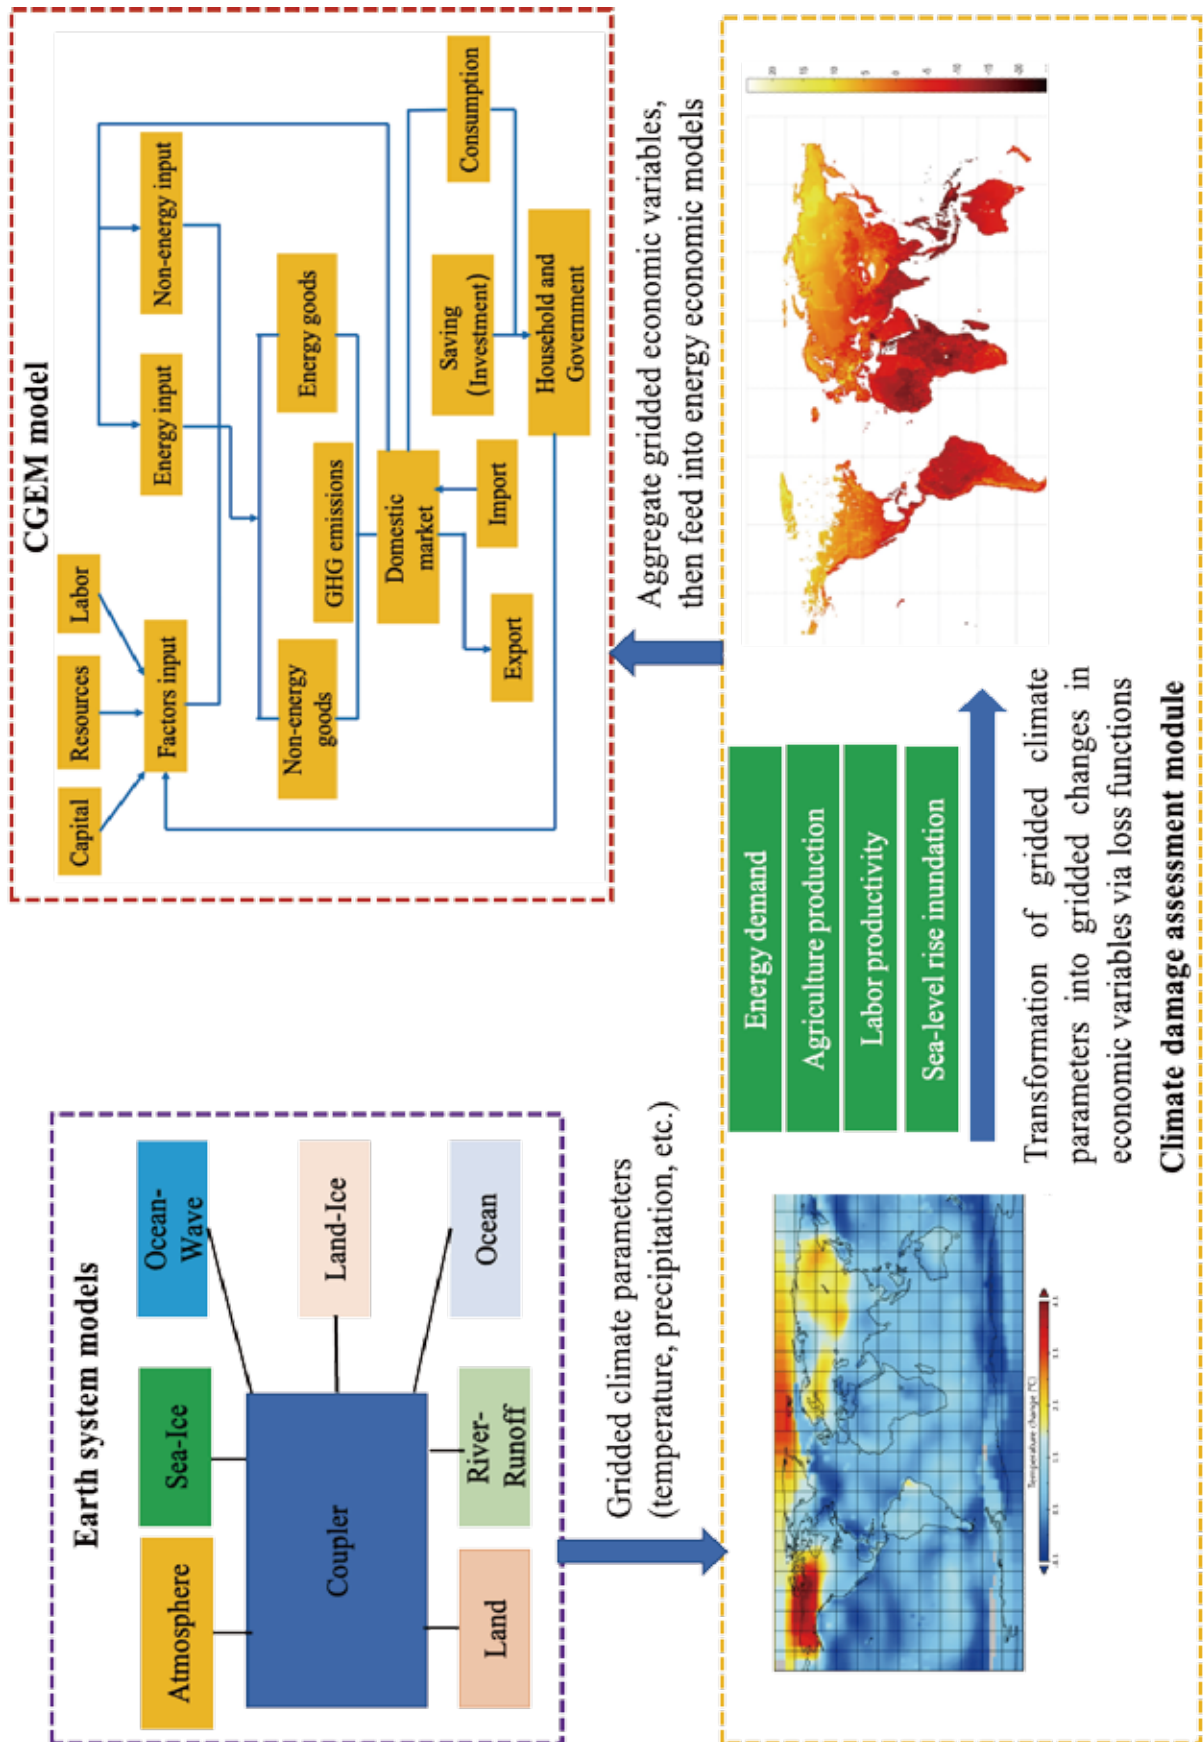 Earth system models
Atmosphere
Sea-Ice
Ocean-
Wave
Coupler
Land-Ice
Land
River-
Runoff
Ocean
Gridded climate parameters
(temperature, precipitation, etc.)
CGEM model
Capital
Resources
Labor
Factors input
Energy input
Non-energy input
Non-energy
goods
Energy goods
GHG emissions
Domestic
market
Saving
(Investment)
Consumption
Export
Import
Household and
Government
Aggregate gridded economic variables,
then feed into energy economic models
Temperature change (°C)
Energy demand
Agriculture production
Labor productivity
Sea-level rise inundation
Transformation of gridded climate
parameters into gridded changes in
economic variables via loss functions
Climate damage assessment module